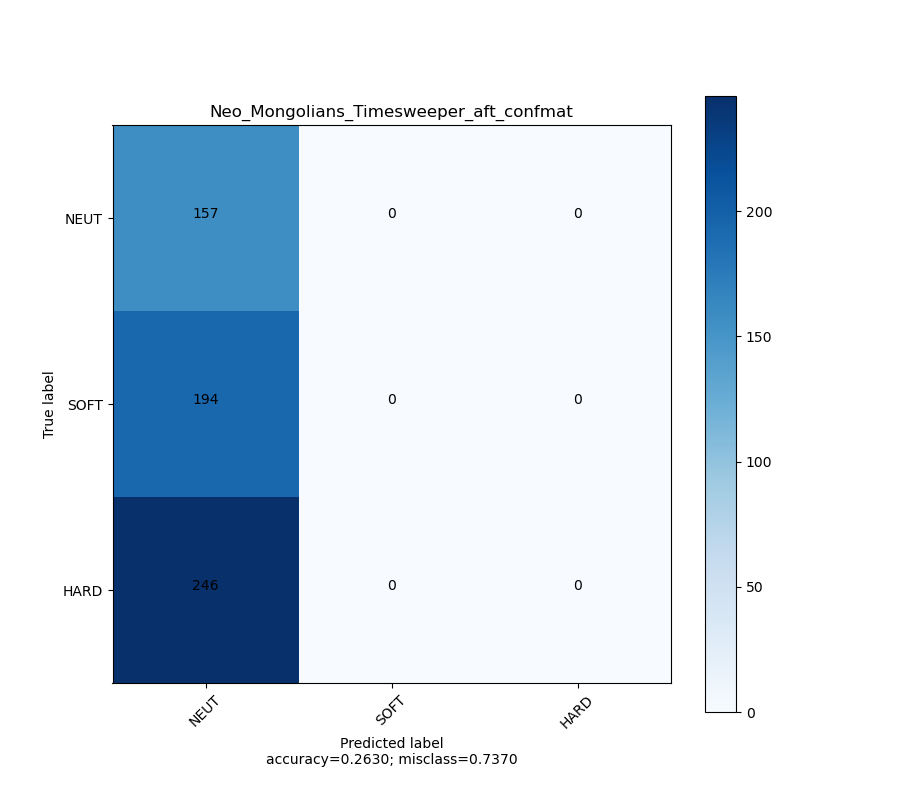 Neo_Mongolians_Timesweeper_aft_confmat
True label
NEUT 157 0 0
SOFT 194 0 0
HARD 246 0 0
NEUT SOFT HARD
Predicted label
accuracy=0.2630; misclass=0.7370
200
150
100
50
0